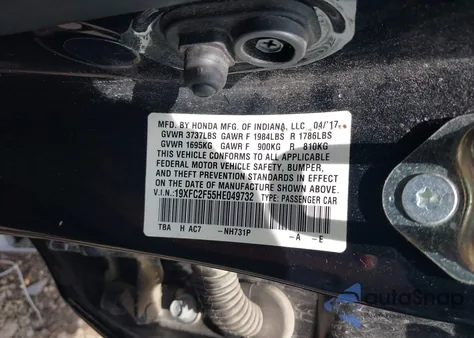 MFD. BY HONDA MFG. OF INDIANA, LLC 04/'17
GVWR 3737LBS GAWR F 1984LBS R 1786LBS
GVWR 1695KG GAWR F 900KG R 810KG
THIS VEHICLE CONFORMS TO ALL APPLICABLE
FEDERAL MOTOR VEHICLE SAFETY, BUMPER,
AND THEFT PREVENTION STANDARDS IN EFFECT
ON THE DATE OF MANUFACTURE SHOWN ABOVE.
V.I.N.: 19XFC2F55HE049732 TYPE: PASSENGER CAR
TBA H AC7 -NH731P -A -E
AutoSnap